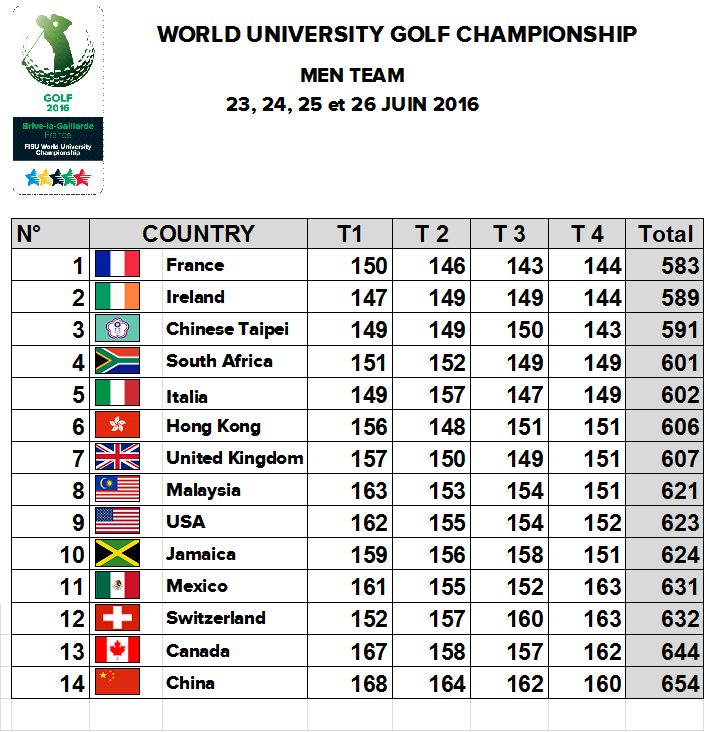 WORLD UNIVERSITY GOLF CHAMPIONSHIP
MEN TEAM
23, 24, 25 et 26 JUIN 2016
GOLF
2016
Brive-la-Gaillarde
France
FISU World University
Championship
N° COUNTRY T1 T 2 T 3 T 4 Total
1 France 150 146 143 144 583
2 Ireland 147 149 149 144 589
3 Chinese Taipei 149 149 150 143 591
4 South Africa 151 152 149 149 601
5 Italia 149 157 147 149 602
6 Hong Kong 156 148 151 151 606
7 United Kingdom 157 150 149 151 607
8 Malaysia 163 153 154 151 621
9 USA 162 155 154 152 623
10 Jamaica 159 156 158 151 624
11 Mexico 161 155 152 163 631
12 Switzerland 152 157 160 163 632
13 Canada 167 158 157 162 644
14 China 168 164 162 160 654